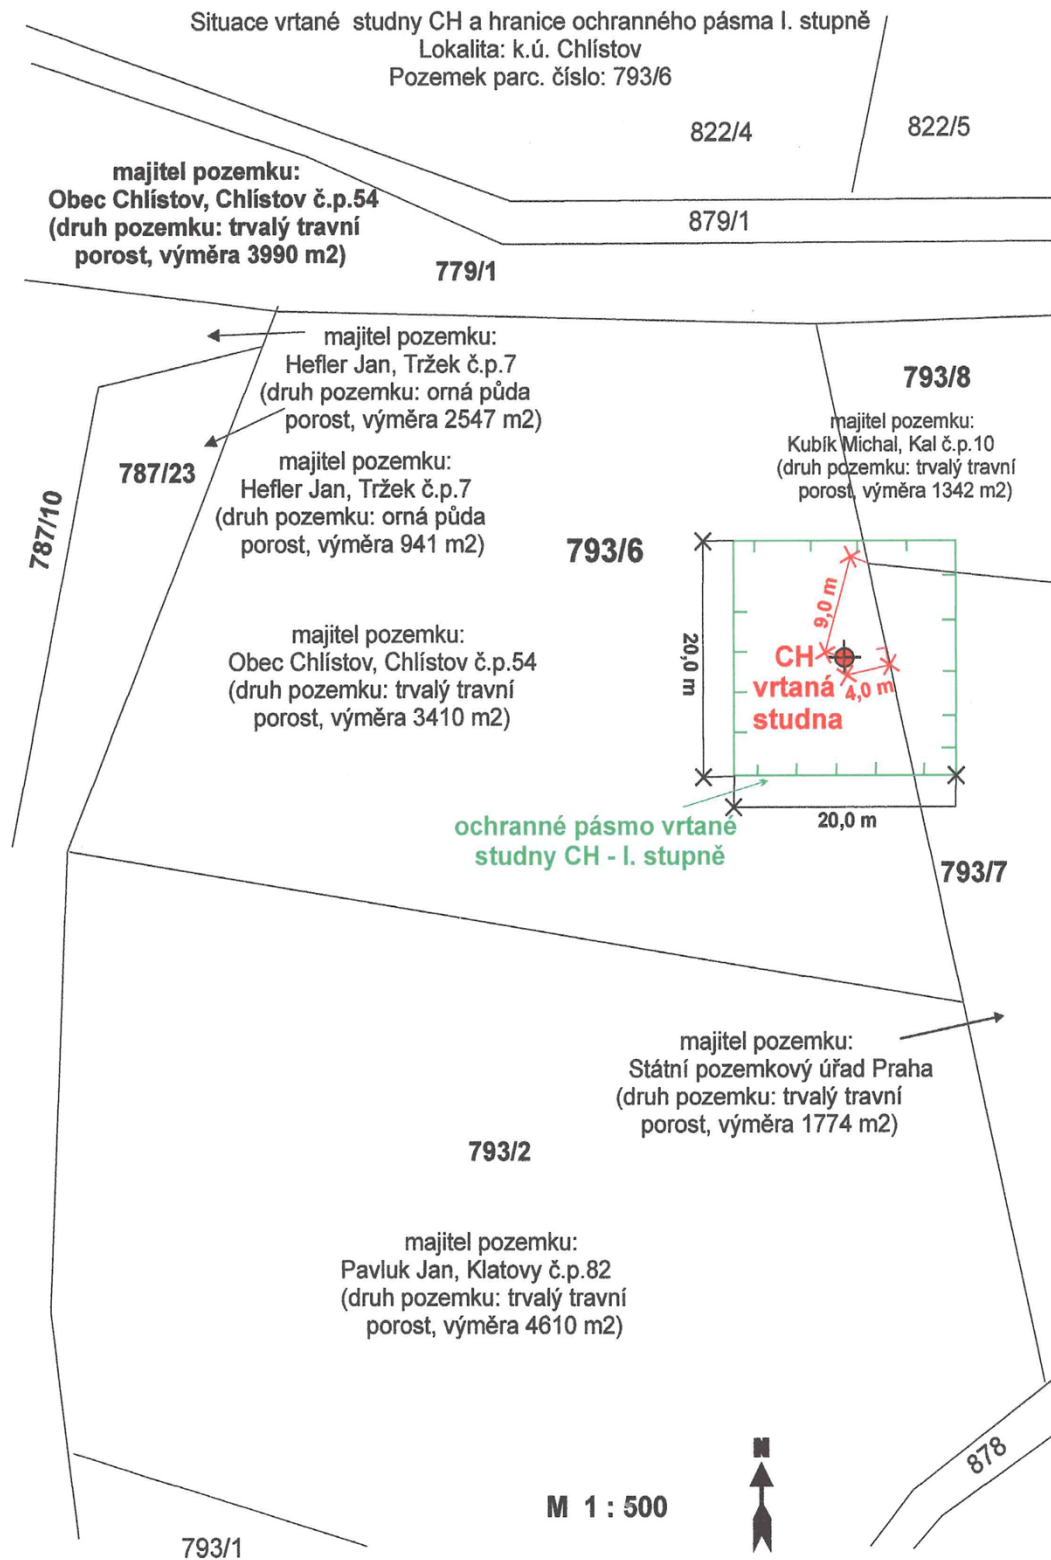 Situace vrtané studny CH a hranice ochranného pásma I. stupně
Lokalita: k.ú. Chlístov
Pozemek parc. číslo: 793/6
822/4
822/5
majitel pozemku:
Obec Chlístov, Chlístov č.p.54
(druh pozemku: trvalý travní
porost, výměra 3990 m2)
879/1
779/1
majitel pozemku:
Hefler Jan, Tržek č.p.7
(druh pozemku: orná půda
porost, výměra 2547 m2)
793/8
majitel pozemku:
Kubík Michal, Kal č.p.10
(druh pozemku: trvalý travní
porost, výměra 1342 m2)
787/23
787/10
majitel pozemku:
Hefler Jan, Tržek č.p.7
(druh pozemku: orná půda
porost, výměra 941 m2)
793/6
9,0 m
20,0 m
CH
vrtaná
studna
4,0 m
majitel pozemku:
Obec Chlístov, Chlístov č.p.54
(druh pozemku: trvalý travní
porost, výměra 3410 m2)
20,0 m
ochranné pásmo vrtané
studny CH - I. stupně
793/7
majitel pozemku:
Státní pozemkový úřad Praha
(druh pozemku: trvalý travní
porost, výměra 1774 m2)
793/2
majitel pozemku:
Pavluk Jan, Klatovy č.p.82
(druh pozemku: trvalý travní
porost, výměra 4610 m2)
N
878
M 1 : 500
793/1